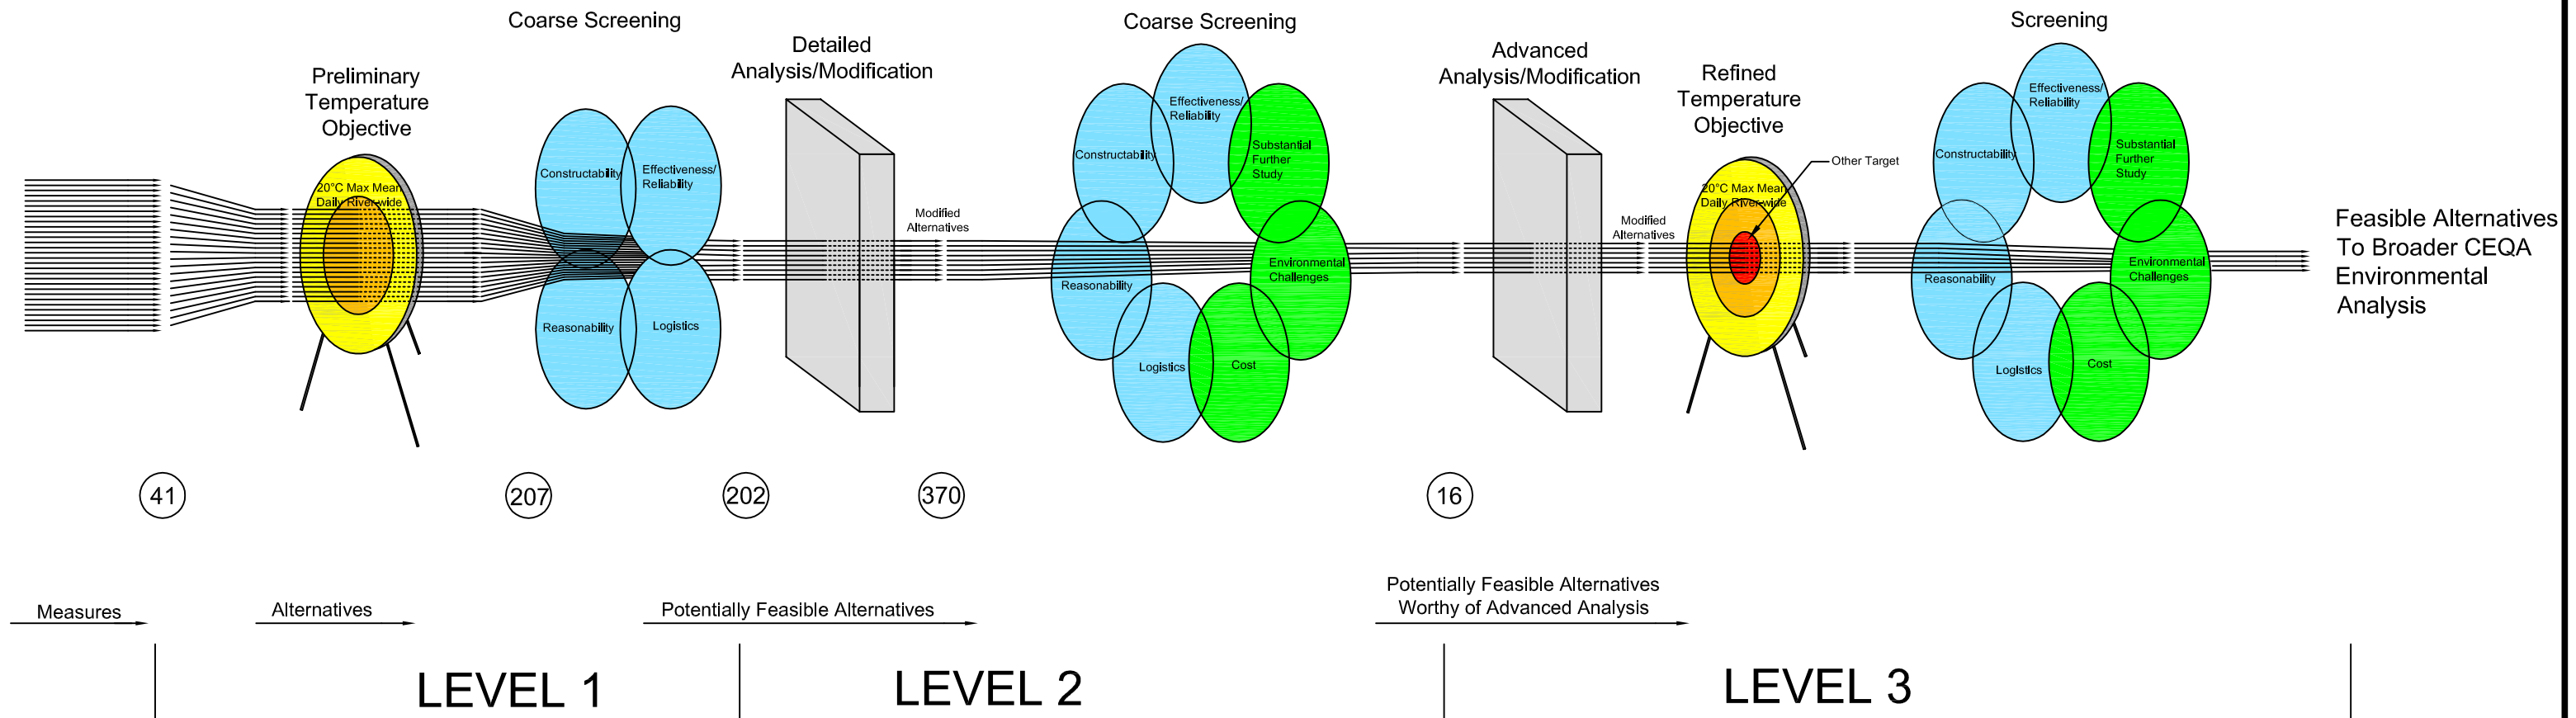 Coarse Screening
Coarse Screening
Screening
Detailed
Analysis/Modification
Advanced
Analysis/Modification
Preliminary
Temperature
Objective
Refined
Temperature
Objective
20°C Max Mean
Daily River-wide
Constructability
Effectiveness/
Reliability
Reasonability
Logistics
Modified
Alternatives
Effectiveness/
Reliability
Constructability
Substantial
Further
Study
Reasonability
Environmental
Challenges
Logistics
Cost
Modified
Alternatives
20°C Max Mean
Daily River-wide
Other Target
Effectiveness/
Reliability
Constructability
Substantial
Further
Study
Reasonability
Environmental
Challenges
Logistics
Cost
Feasible Alternatives
To Broader CEQA
Environmental
Analysis
41
207
202
370
16
Measures
Alternatives
Potentially Feasible Alternatives
Potentially Feasible Alternatives
Worthy of Advanced Analysis
LEVEL 1
LEVEL 2
LEVEL 3